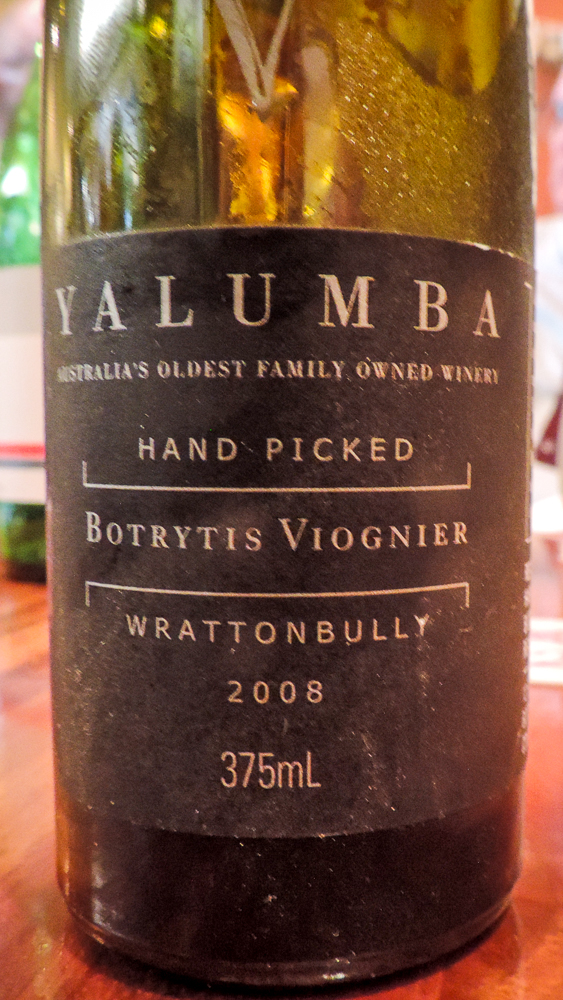 YALUMBA
AUSTRALIA'S OLDEST FAMILY OWNED WINERY
HAND PICKED
BOTRYTIS VIOGNIER
WRATTONBULLY
2008
375mL